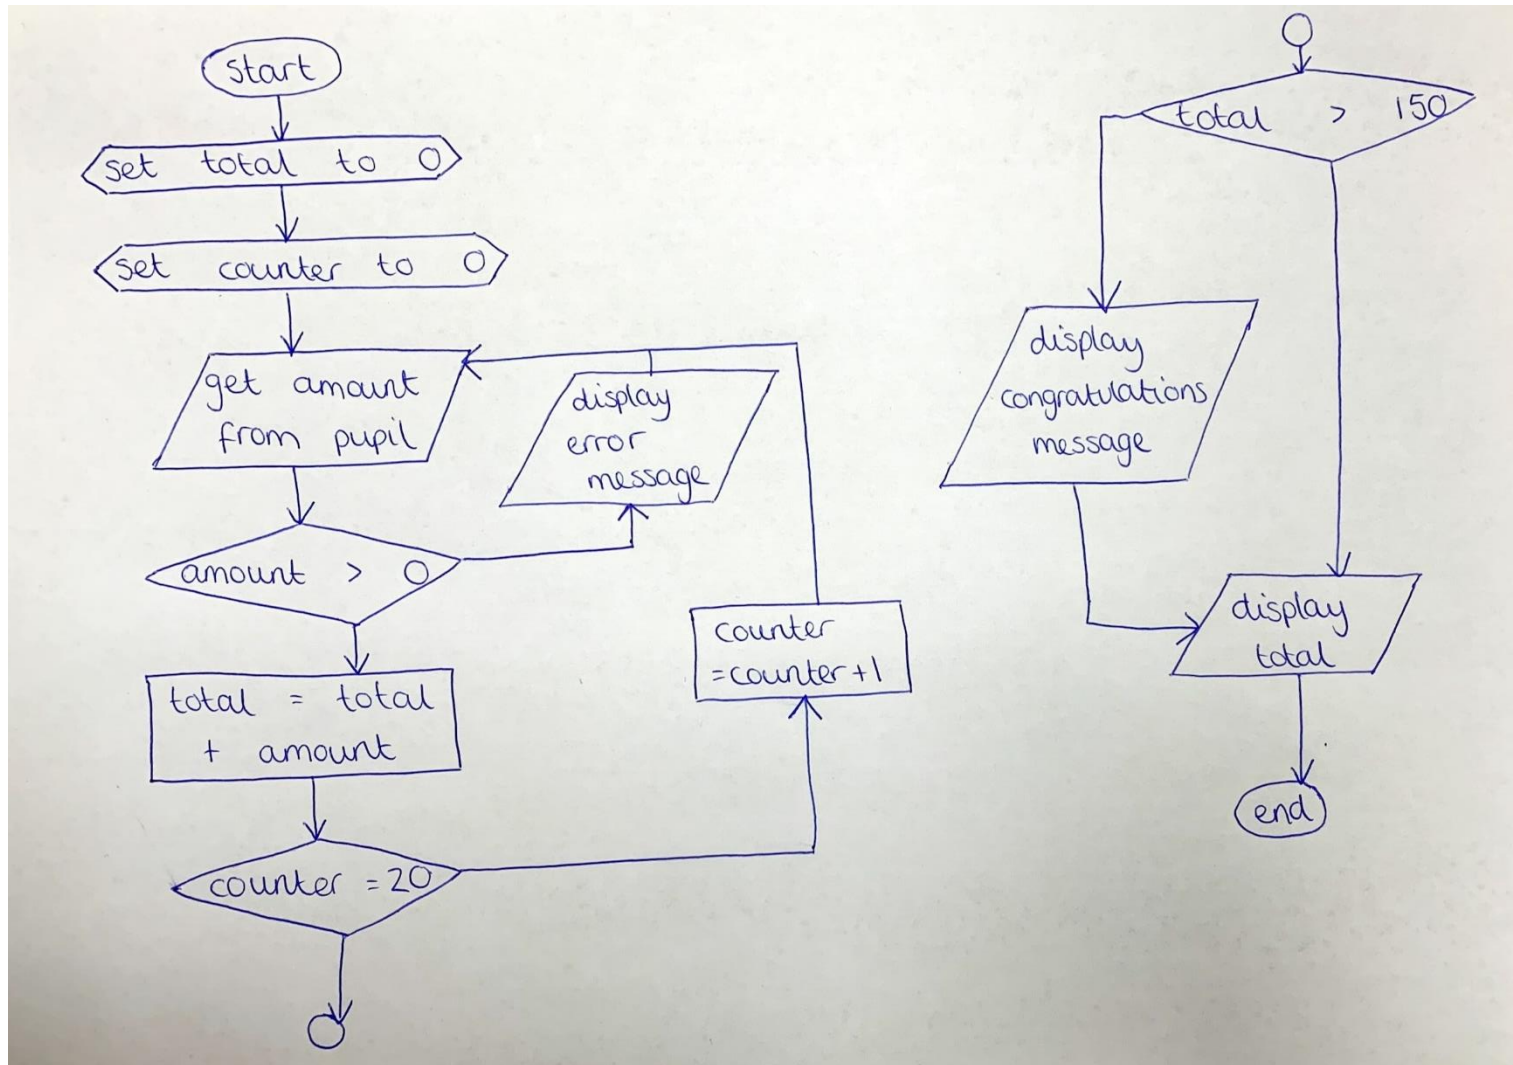 start
set total to 0
set counter to 0
get amount
from pupil
display
error
message
amount > 0
counter
=counter+1
total = total
+ amount
counter =20
total > 150
display
congratulations
message
display
total
end